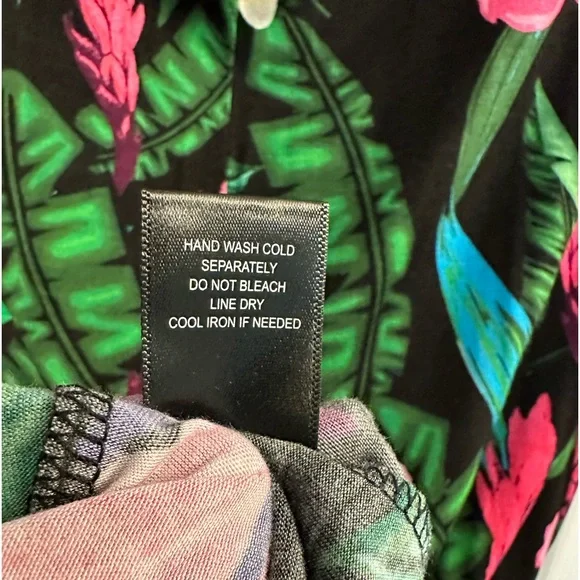 HAND WASH COLD
SEPARATELY
DO NOT BLEACH
LINE DRY
COOL IRON IF NEEDED